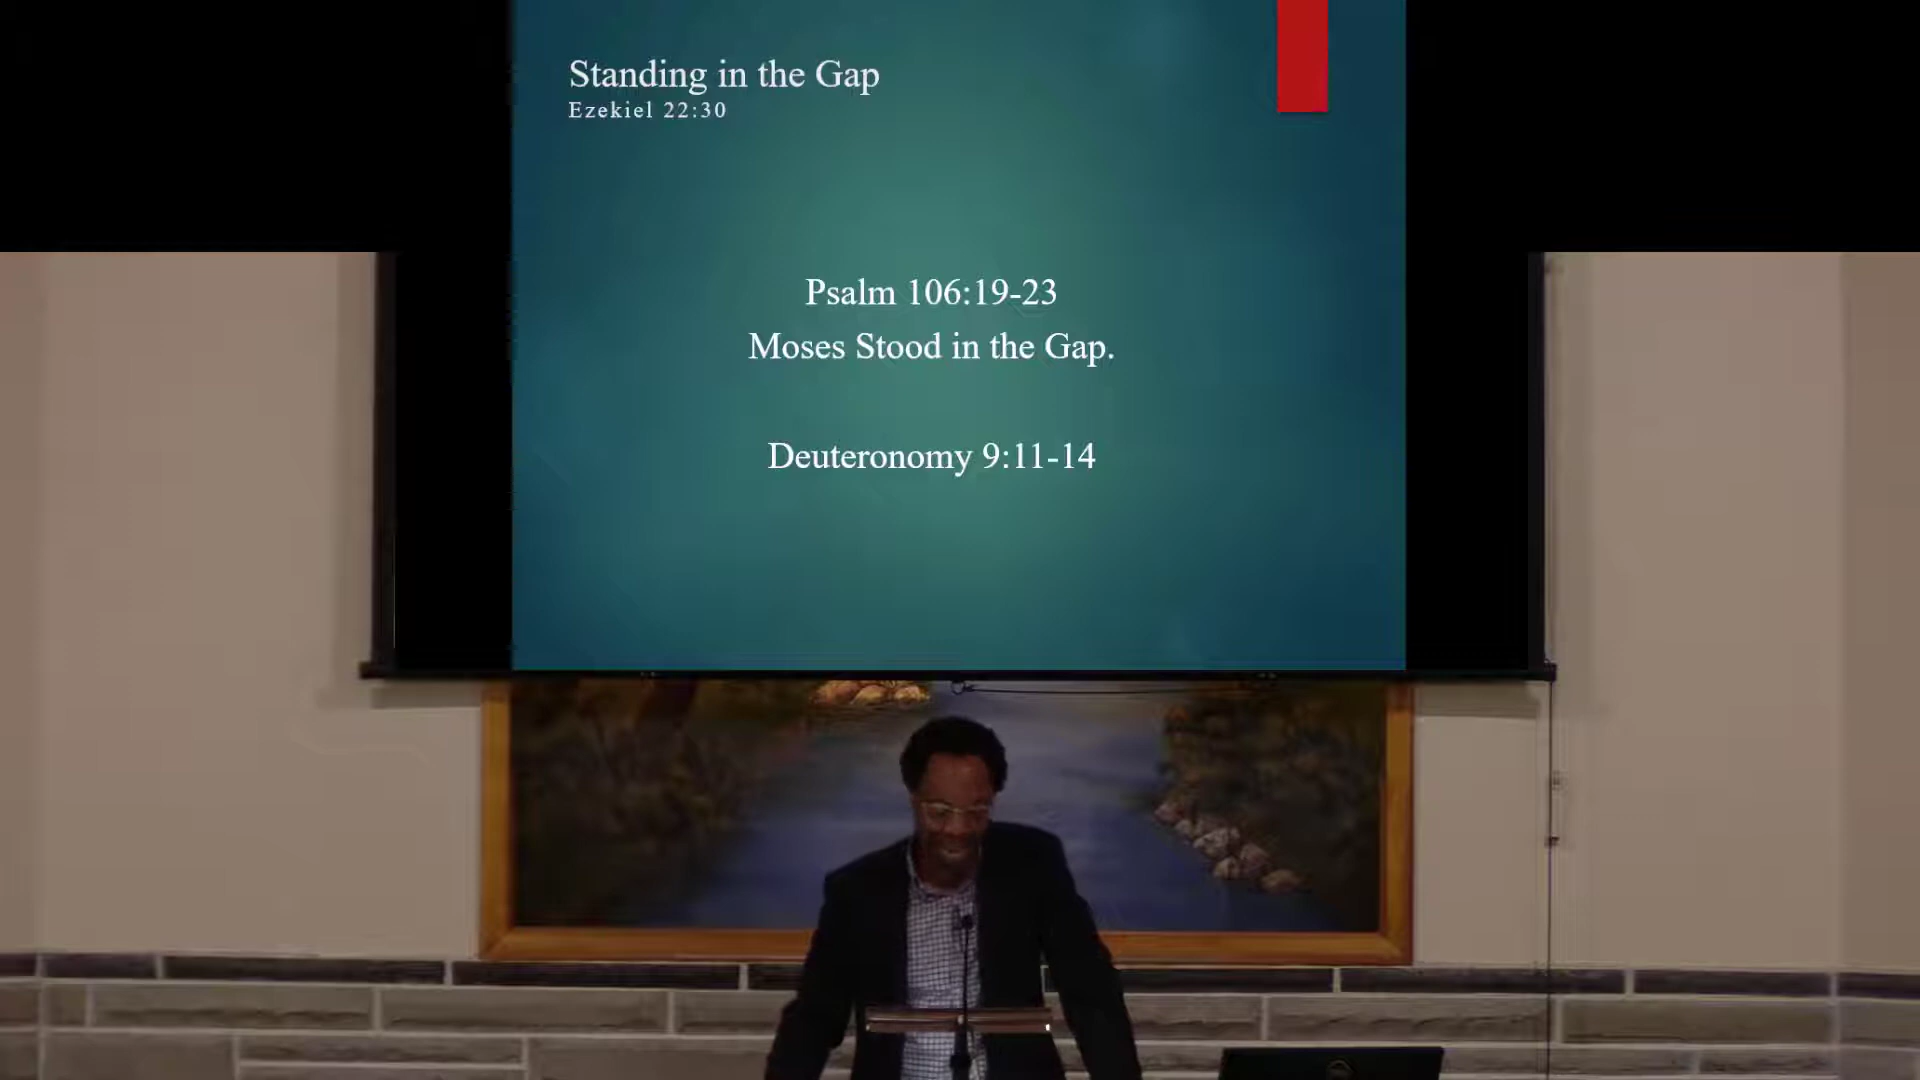 Standing in the Gap
Ezekiel 22:30
Psalm 106:19-23
Moses Stood in the Gap.
Deuteronomy 9:11-14